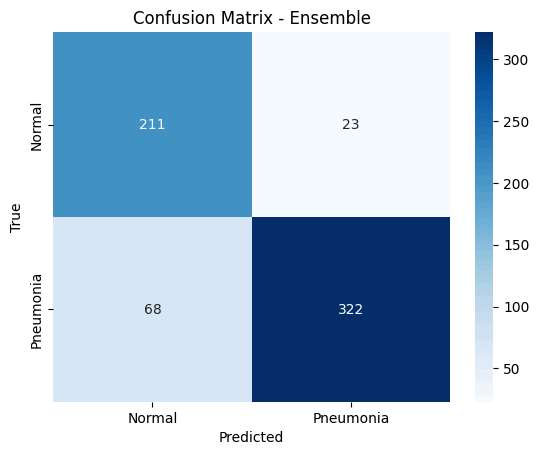 Confusion Matrix - Ensemble
Normal
211
23
Pneumonia
68
322
True
Normal
Pneumonia
Predicted
300
250
200
150
100
50